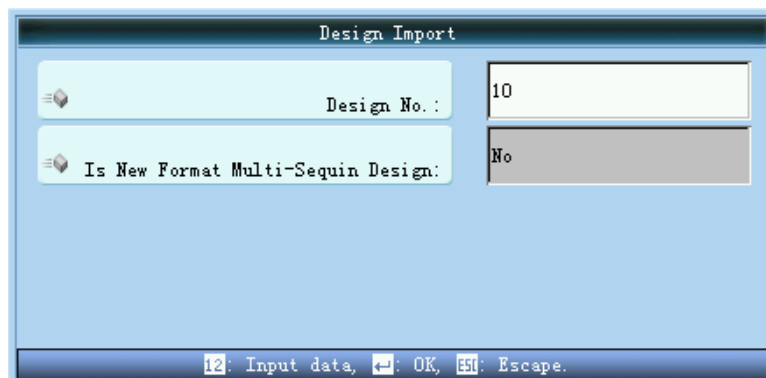 Design Import
Design No.: 10
Is New Format Multi-Sequin Design: No
12: Input data, ↵: OK, ESC: Escape.